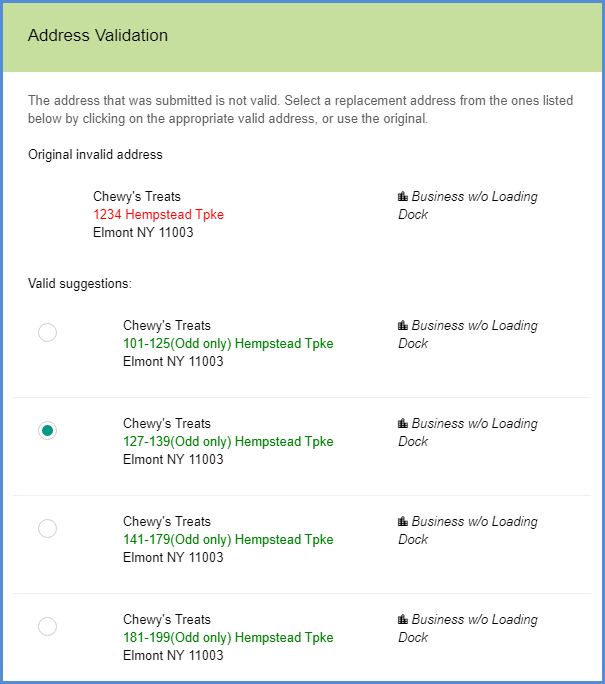 Address Validation
The address that was submitted is not valid. Select a replacement address from the ones listed
below by clicking on the appropriate valid address, or use the original.
Original invalid address
Chewy's Treats
1234 Hempstead Tpke
Elmont NY 11003
Business w/o Loading
Dock
Valid suggestions:
Chewy's Treats
101-125(Odd only) Hempstead Tpke
Elmont NY 11003
Business w/o Loading
Dock
Chewy's Treats
127-139(Odd only) Hempstead Tpke
Elmont NY 11003
Business w/o Loading
Dock
Chewy's Treats
141-179(Odd only) Hempstead Tpke
Elmont NY 11003
Business w/o Loading
Dock
Chewy's Treats
181-199(Odd only) Hempstead Tpke
Elmont NY 11003
Business w/o Loading
Dock